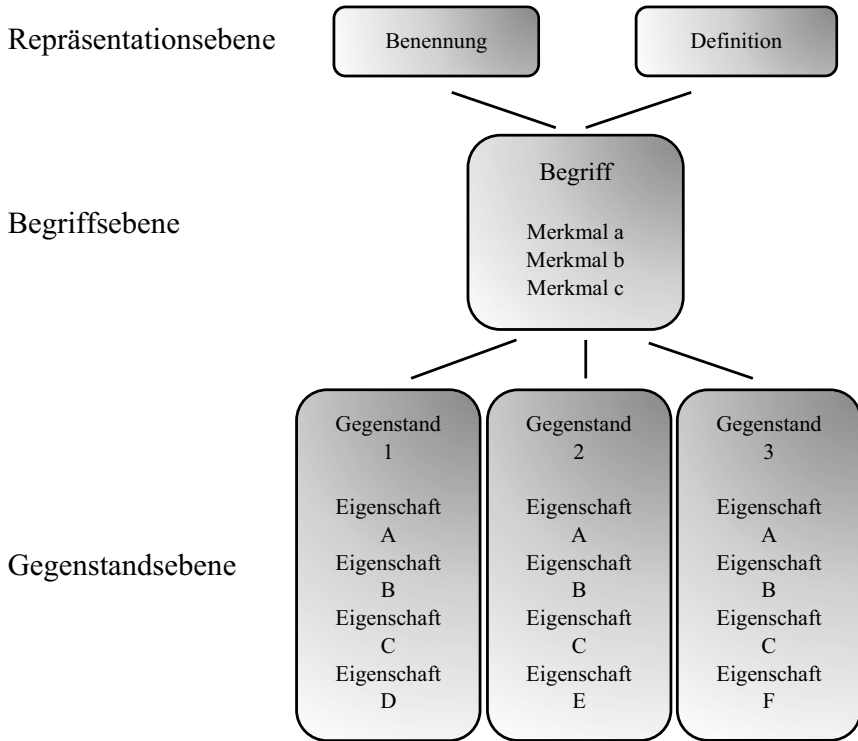 Repräsentationsebene
Benennung
Definition
Begriffsebene
Begriff
Merkmal a
Merkmal b
Merkmal c
Gegenstandsebene
Gegenstand
1
Eigenschaft
A
Eigenschaft
B
Eigenschaft
C
Eigenschaft
D
Gegenstand
2
Eigenschaft
A
Eigenschaft
B
Eigenschaft
C
Eigenschaft
E
Gegenstand
3
Eigenschaft
A
Eigenschaft
B
Eigenschaft
C
Eigenschaft
F